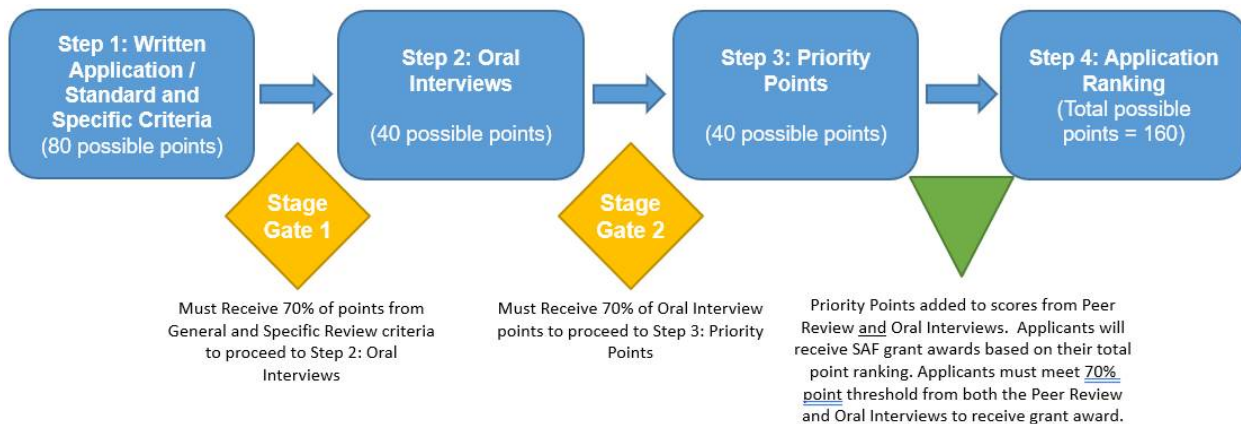 Step 1: Written
Application /
Standard and
Specific Criteria
(80 possible points)
Step 2: Oral
Interviews
(40 possible points)
Step 3: Priority
Points
(40 possible points)
Step 4: Application
Ranking
(Total possible
points = 160)
Stage
Gate 1
Stage
Gate 2
Must Receive 70% of points from
General and Specific Review criteria
to proceed to Step 2: Oral
Interviews
Must Receive 70% of Oral Interview
points to proceed to Step 3: Priority
Points
Priority Points added to scores from Peer
Review and Oral Interviews. Applicants will
receive SAF grant awards based on their total
point ranking. Applicants must meet 70%
point threshold from both the Peer Review
and Oral Interviews to receive grant award.